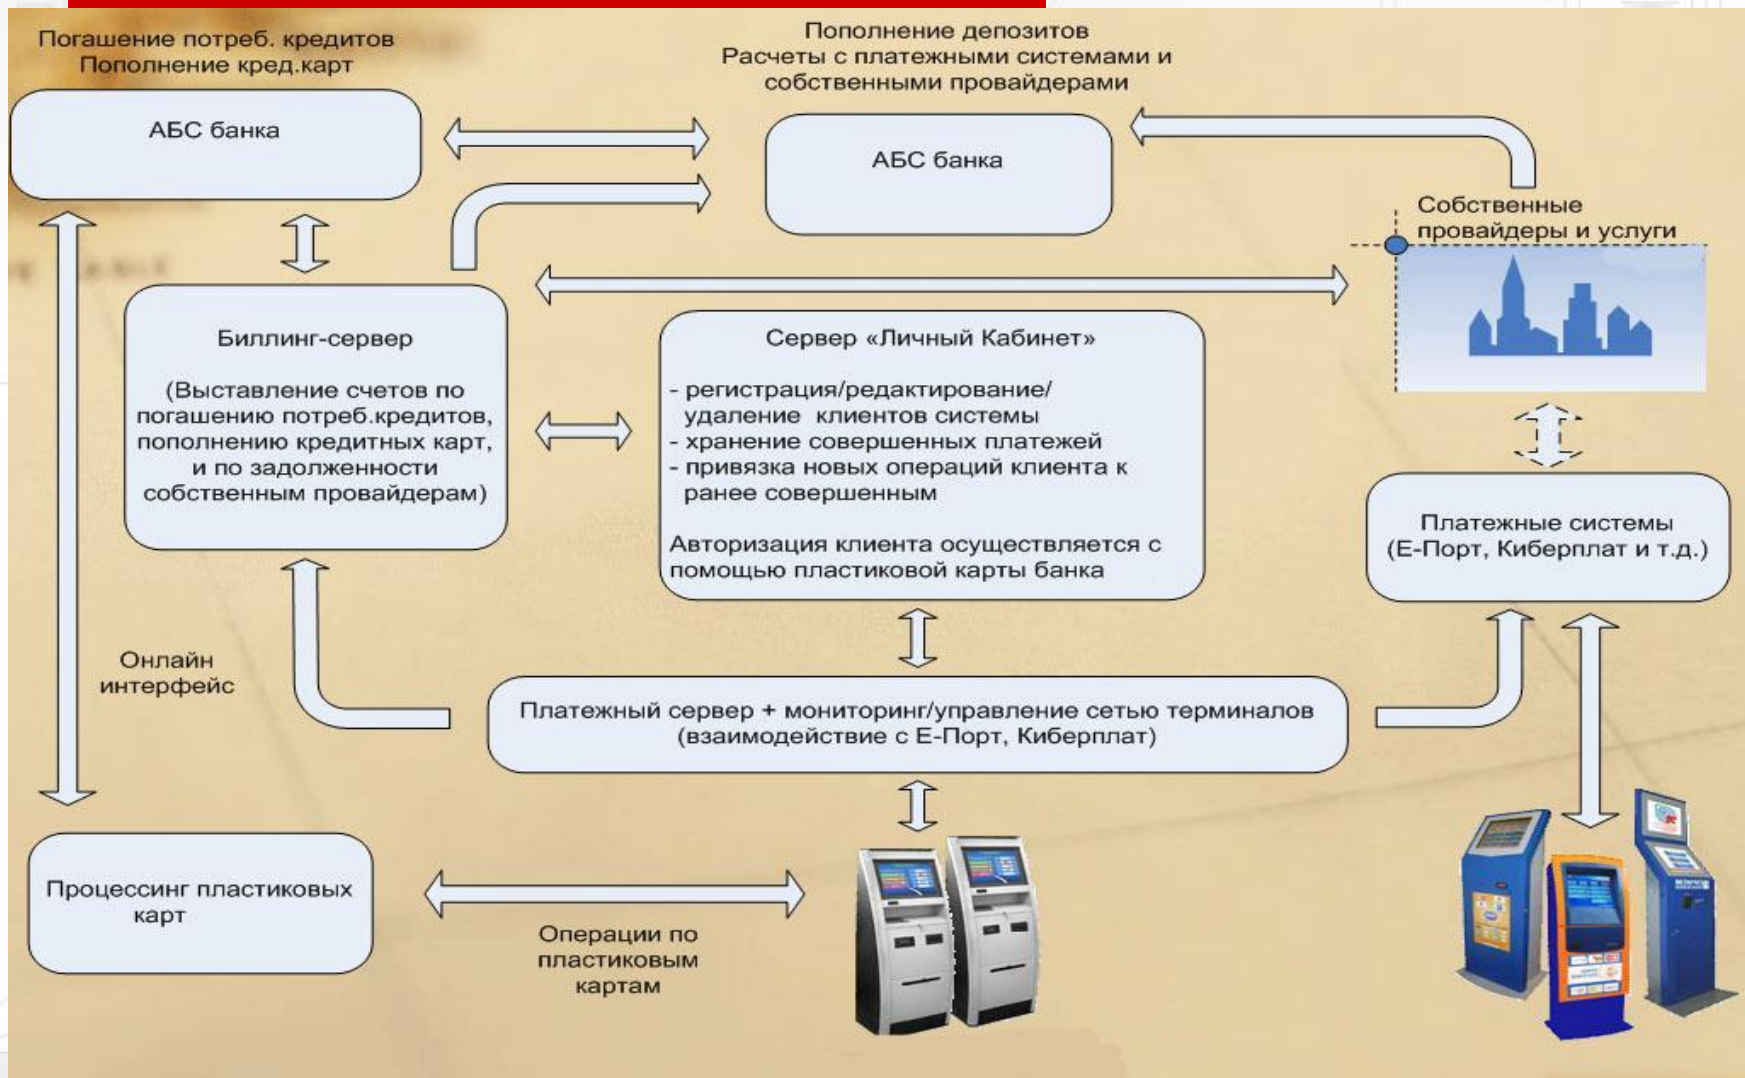 Погашение потреб. кредитов
Пополнение кред.карт
АБС банка
Пополнение депозитов
Расчеты с платежными системами и
собственными провайдерами
АБС банка
Собственные
провайдеры и услуги
Биллинг-сервер
(Выставление счетов по
погашению потреб.кредитов,
пополнению кредитных карт,
и по задолженности
собственным провайдерам)
Сервер «Личный Кабинет»
- регистрация/редактирование/
удаление клиентов системы
- хранение совершенных платежей
- привязка новых операций клиента к
ранее совершенным
Авторизация клиента осуществляется с
помощью пластиковой карты банка
Платежные системы
(Е-Порт, Киберплат и т.д.)
Онлайн
интерфейс
Платежный сервер + мониторинг/управление сетью терминалов
(взаимодействие с Е-Порт, Киберплат)
Процессинг пластиковых
карт
Операции по
пластиковым
картам